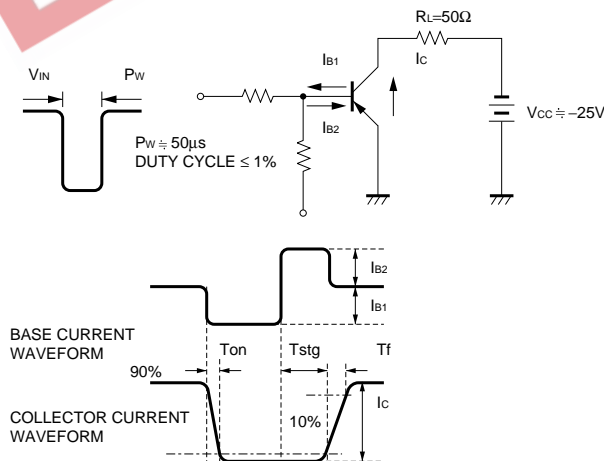 RL=50Ω
IB1
IC
VIN
PW
IB2
VCC≒−25V
PW≒50µs
DUTY CYCLE ≤ 1%
IB2
IB1
BASE CURRENT
WAVEFORM
Ton
Tstg
Tf
90%
IC
10%
COLLECTOR CURRENT
WAVEFORM